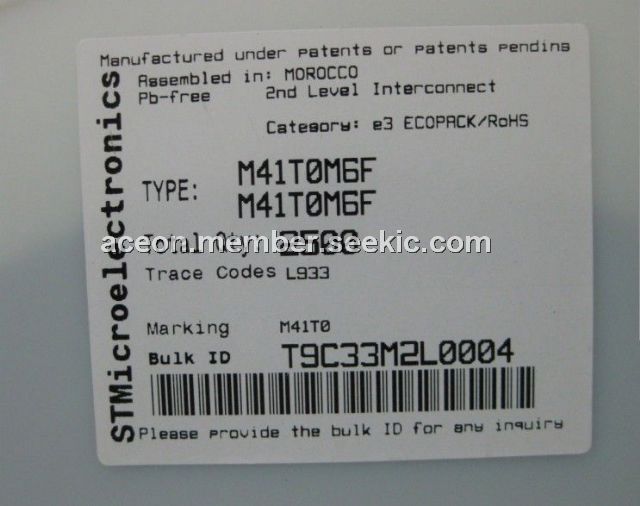 Manufactured under patents or patents pending
Assembled in: MOROCCO
Pb-free 2nd Level Interconnect
Category: e3 ECOPACK/RoHS
TYPE: M41T0M6F
M41T0M6F
Total Qty:
aceon.member.seekic.com
Trace Codes L933
Marking M41T0
Bulk ID T9C33M2L0004
Please provide the bulk ID for any inquiry
STMicroelectronics